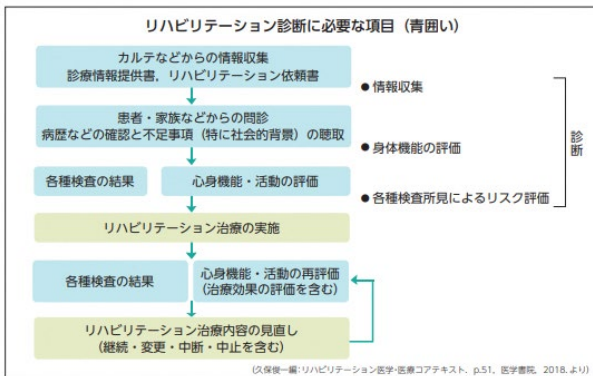 リハビリテーション診断に必要な項目（青囲い）
カルテなどからの情報収集
診療情報提供書，リハビリテーション依頼書
患者・家族などからの問診
病歴などの確認と不足事項（特に社会的背景）の聴取
各種検査の結果
心身機能・活動の評価
リハビリテーション治療の実施
各種検査の結果
心身機能・活動の再評価
（治療効果の評価を含む）
リハビリテーション治療内容の見直し
（継続・変更・中断・中止を含む）
●情報収集
●身体機能の評価
●各種検査所見によるリスク評価
診断
（久保俊一編：リハビリテーション医学・医療コアテキスト．p.51，医学書院，2018．より）